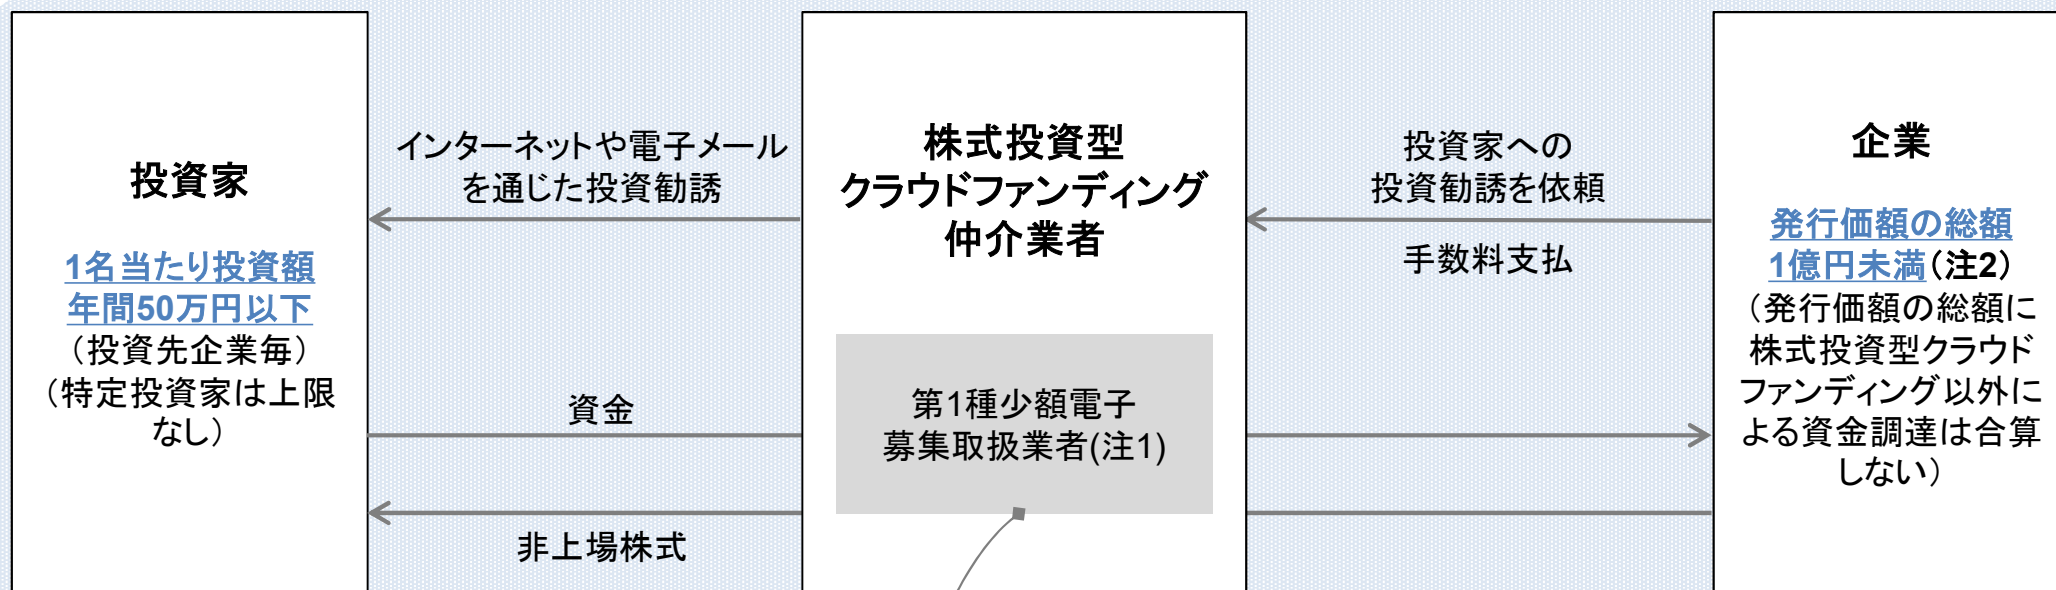 投資家
1名当たり投資額
年間50万円以下
（投資先企業毎）
（特定投資家は上限
なし）
インターネットや電子メール
を通じた投資勧誘
資金
非上場株式
株式投資型
クラウドファンディング
仲介業者
第1種少額電子
募集取扱業者(注1)
投資家への
投資勧誘を依頼
手数料支払
企業
発行価額の総額
1億円未満（注2）
（発行価額の総額に
株式投資型クラウド
ファンディング以外に
よる資金調達は合算
しない）